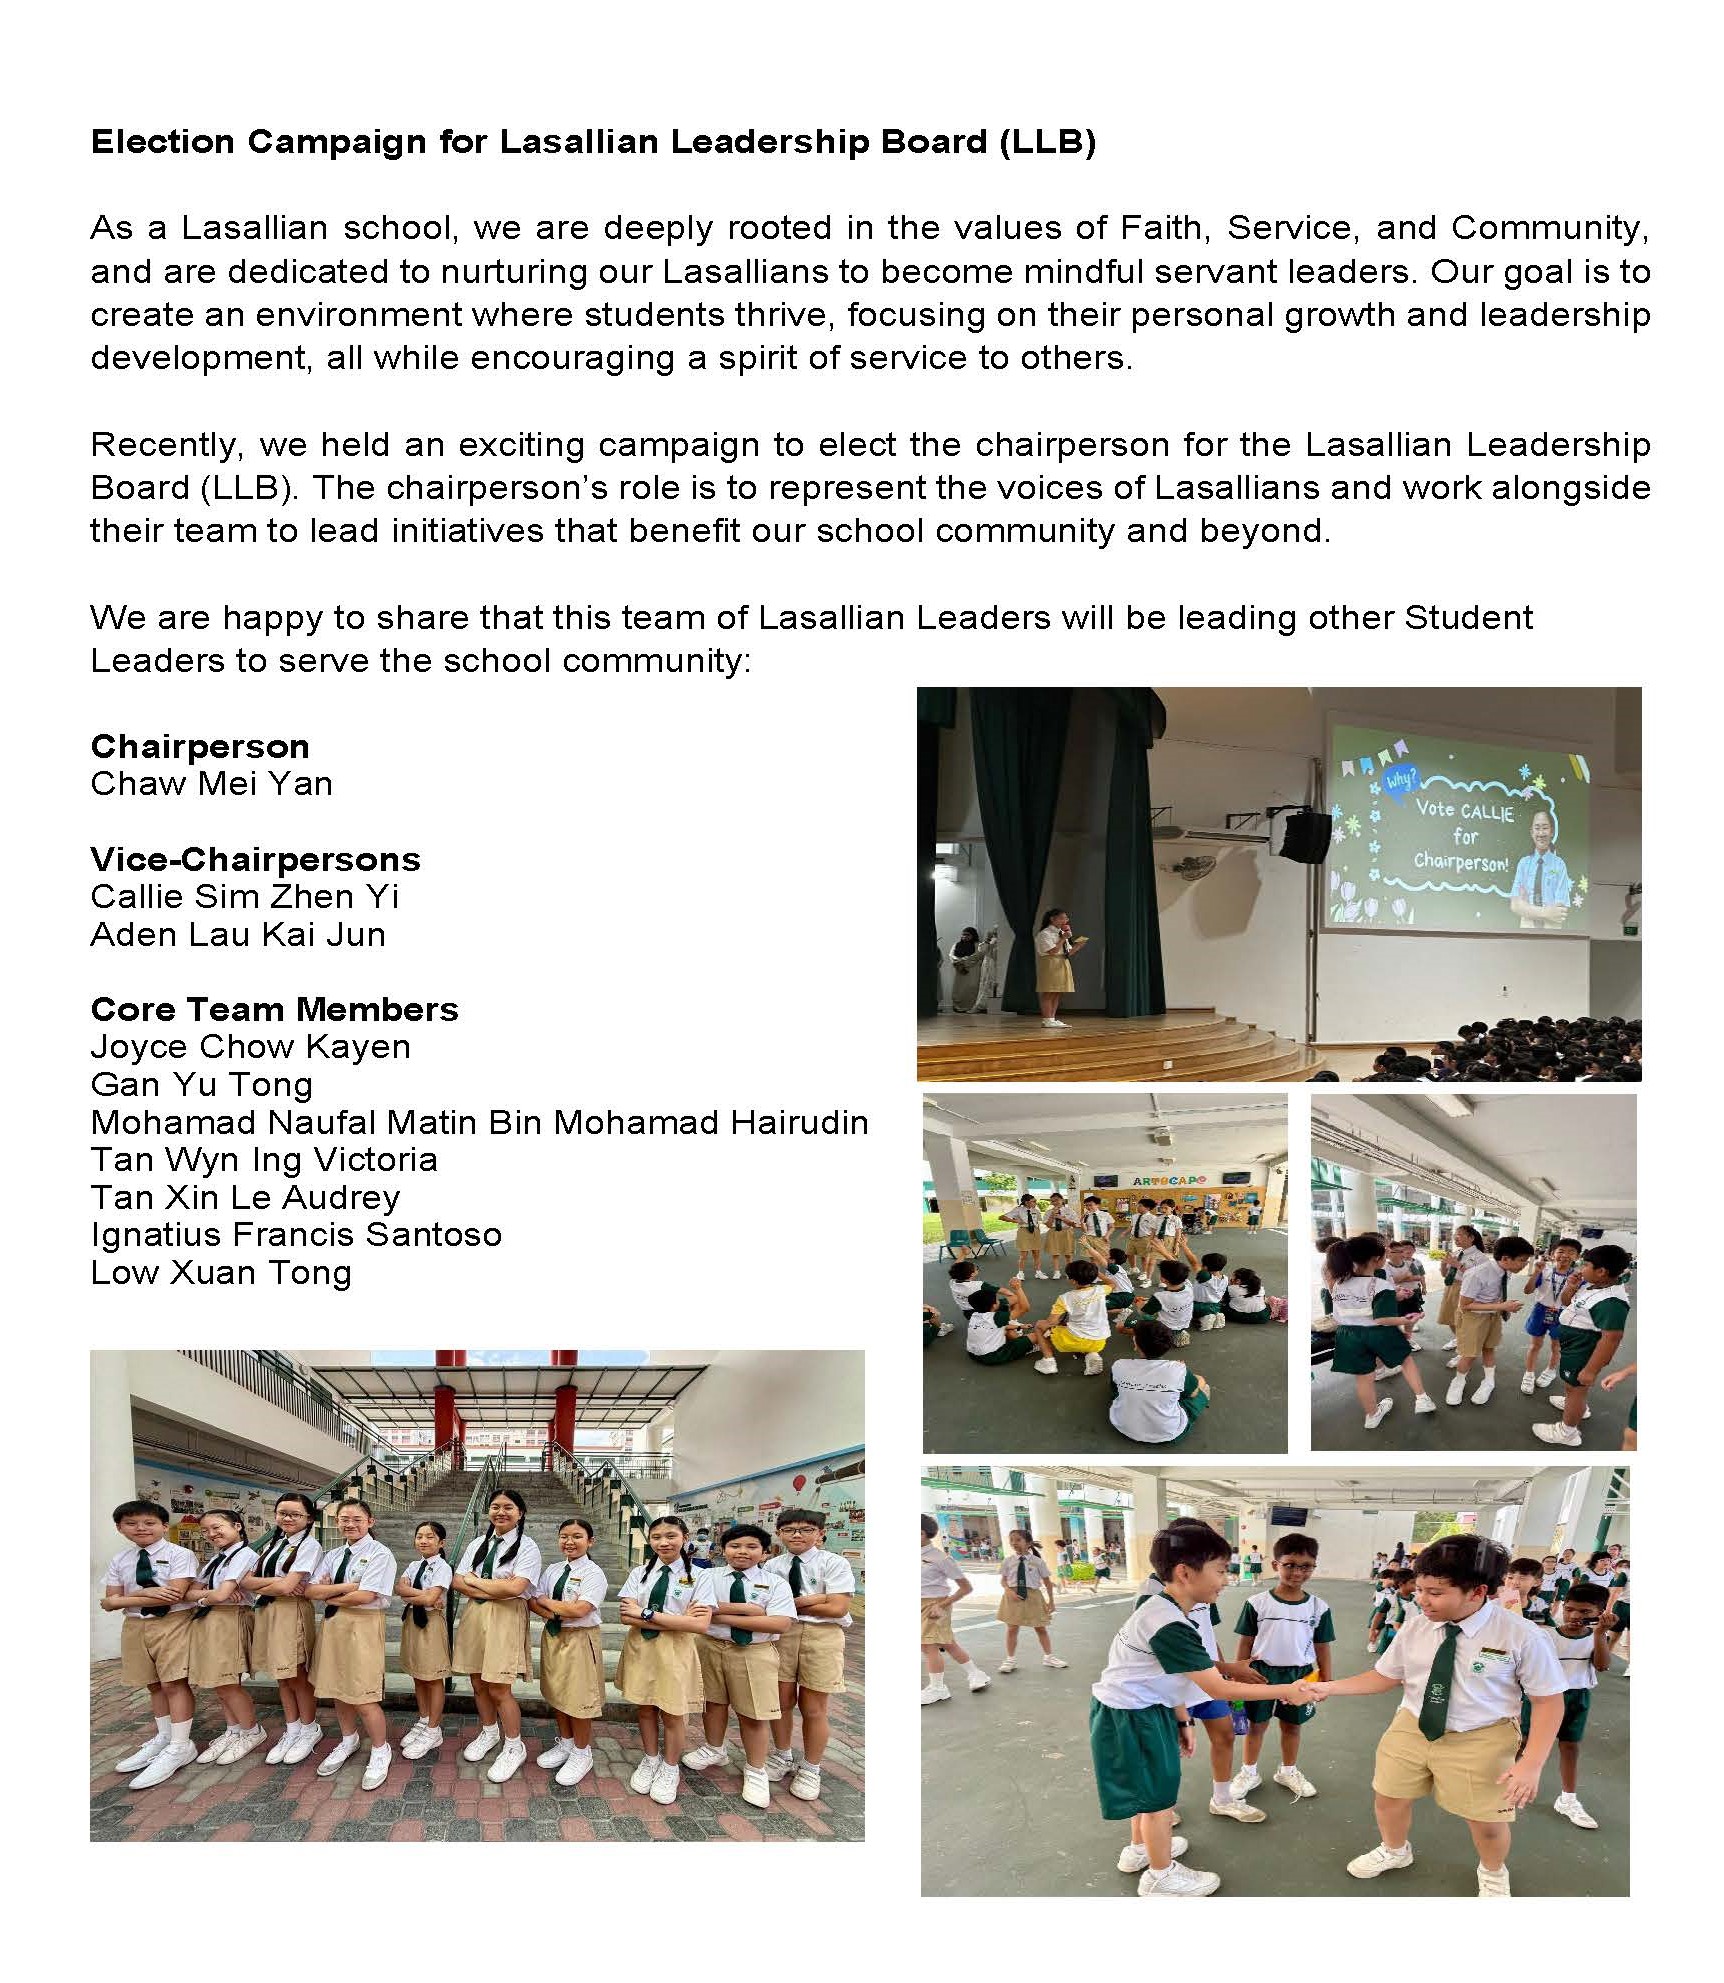 Election Campaign for Lasallian Leadership Board (LLB)
As a Lasallian school, we are deeply rooted in the values of Faith, Service, and Community,
and are dedicated to nurturing our Lasallians to become mindful servant leaders. Our goal is to
create an environment where students thrive, focusing on their personal growth and leadership
development, all while encouraging a spirit of service to others.
Recently, we held an exciting campaign to elect the chairperson for the Lasallian Leadership
Board (LLB). The chairperson’s role is to represent the voices of Lasallians and work alongside
their team to lead initiatives that benefit our school community and beyond.
We are happy to share that this team of Lasallian Leaders will be leading other Student
Leaders to serve the school community:
Chairperson
Chaw Mei Yan
Vice-Chairpersons
Callie Sim Zhen Yi
Aden Lau Kai Jun
Core Team Members
Joyce Chow Kayen
Gan Yu Tong
Mohamad Naufal Matin Bin Mohamad Hairudin
Tan Wyn Ing Victoria
Tan Xin Le Audrey
Ignatius Francis Santoso
Low Xuan Tong
Why?
Vote CALLIE
for
Chairperson!
ARTSCAPE